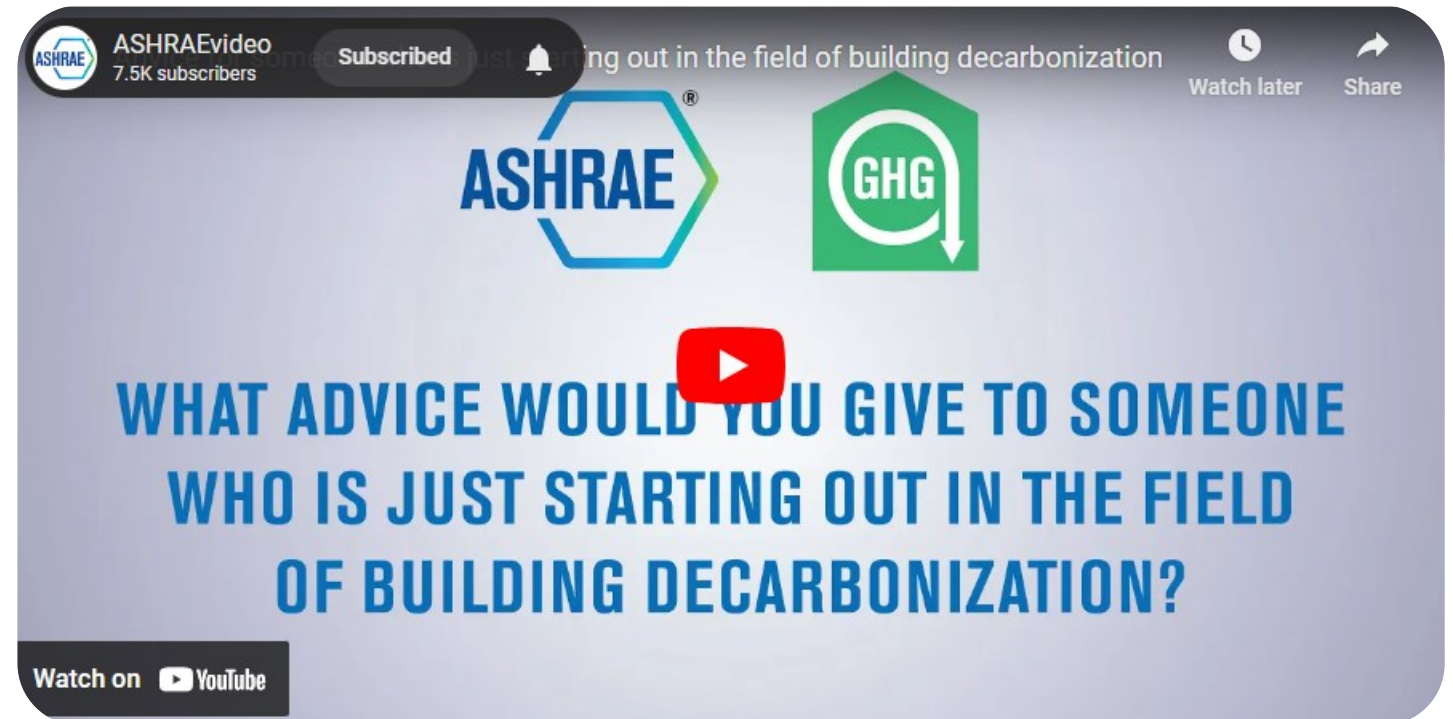 ASHRAE
ASHRAEvideo
7.5K subscribers
Subscribed
ing out in the field of building decarbonization
Watch later
Share
ASHRAE®
GHG
WHAT ADVICE WOULD YOU GIVE TO SOMEONE
WHO IS JUST STARTING OUT IN THE FIELD
OF BUILDING DECARBONIZATION?
Watch on YouTube